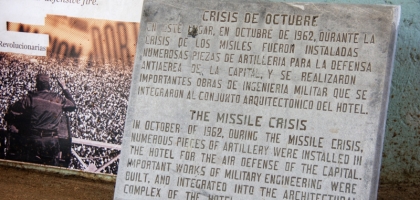 defensive fire.
Revolucionarias
CRISIS DE OCTUBRE
EN ESTE LUGAR, EN OCTUBRE DE 1962, DURANTE LA
CRISIS DE LOS MISILES FUERON INSTALADAS
NUMEROSAS PIEZAS DE ARTILLERIA PARA LA DEFENSA
ANTIAEREA DE LA CAPITAL, Y SE REALIZARON
IMPORTANTES OBRAS DE INGENIERIA MILITAR QUE SE
INTEGRARON AL CONJUNTO ARQUITECTONICO DEL HOTEL.
THE MISSILE CRISIS
IN OCTOBER OF 1962, DURING THE MISSILE CRISIS,
NUMEROUS PIECES OF ARTILLERY WERE INSTALLED IN
THE HOTEL FOR THE AIR DEFENSE OF THE CAPITAL.
IMPORTANT WORKS OF MILITARY ENGINEERING WERE
BUILT, AND INTEGRATED INTO THE ARCHITECTURAL
COMPLEX OF THE HOTEL